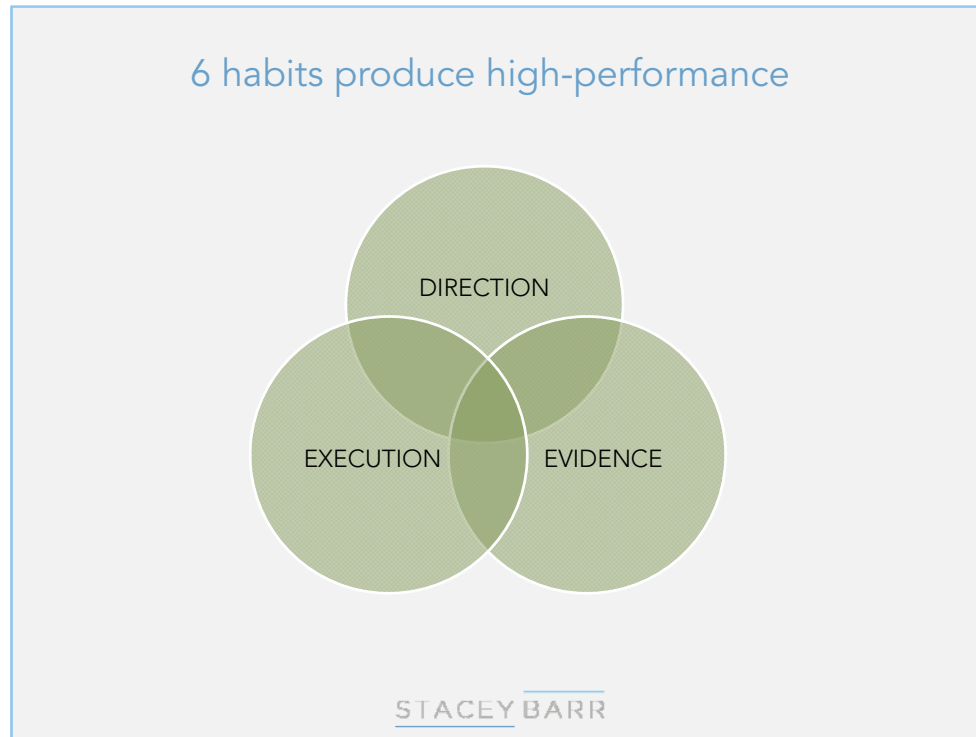 6 habits produce high-performance
DIRECTION
EXECUTION
EVIDENCE
STACEY BARR